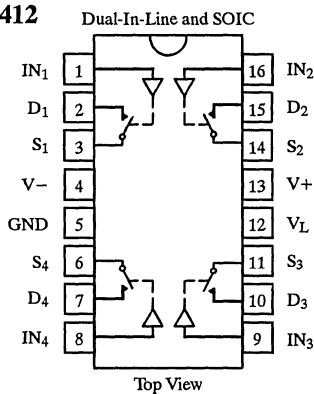 412
Dual-In-Line and SOIC
IN₁ 1 16 IN₂
D₁ 2 15 D₂
S₁ 3 14 S₂
V− 4 13 V+
GND 5 12 V_L
S₄ 6 11 S₃
D₄ 7 10 D₃
IN₄ 8 9 IN₃
Top View